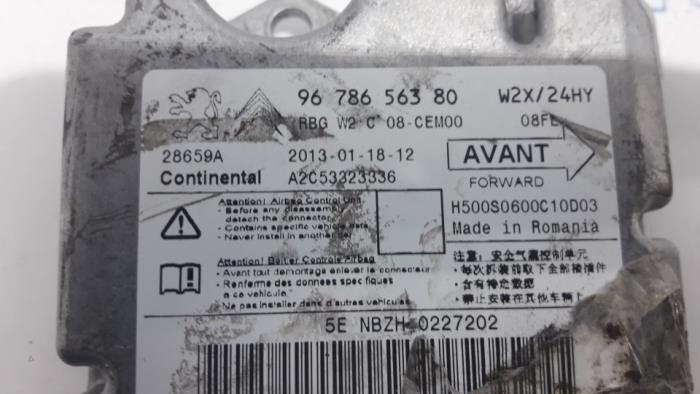 96 786 563 80 W2X/24HY
RBG W2 C 08-CEM00
28659A 2013-01-18-12 AVANT
Continental A2C53323336 FORWARD
Attention! Airbag Control Unit
- Before any disassembly
detach the connector
- Contains specific vehicle data
- Never install in another
H500S0600C10D03
Made in Romania
Attention! Boitier Controle Airbag
- Avant tout demontage enlever le connecteur
- Renferme des donnees specifiques
a ce vehicule
- Ne pas installer dans d'autres vehicules
注意: 安全气囊控制单元
• 每次拆装前取下全部接插件
• 含有特定数据
• 禁止安装在其他车辆上
5E NBZH 0227202